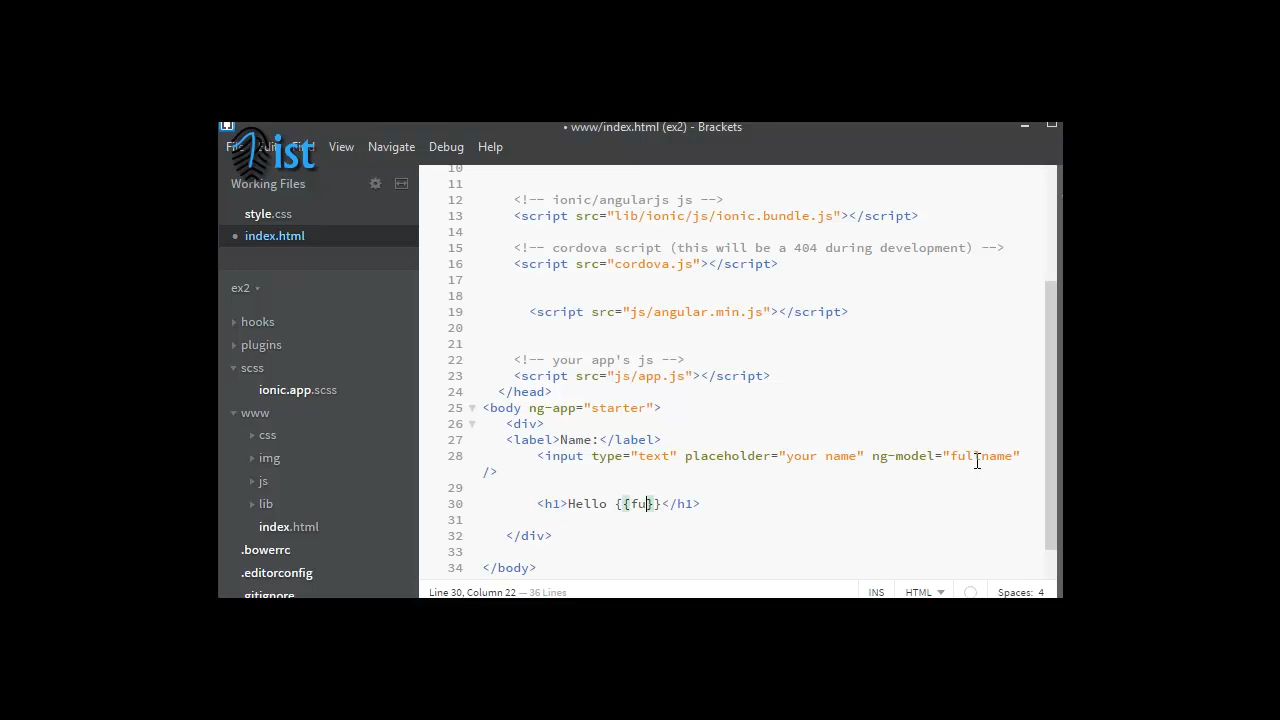 • www/index.html (ex2) - Brackets
ist
File Edit Find View Navigate Debug Help
Working Files
style.css
• index.html
ex2
hooks
plugins
scss
ionic.app.scss
www
css
img
js
lib
index.html
.bowerrc
.editorconfig
.gitignore
10
11
12 <!-- ionic/angularjs js -->
13 <script src="lib/ionic/js/ionic.bundle.js"></script>
14
15 <!-- cordova script (this will be a 404 during development) -->
16 <script src="cordova.js"></script>
17
18
19 <script src="js/angular.min.js"></script>
20
21
22 <!-- your app's js -->
23 <script src="js/app.js"></script>
24 </head>
25 <body ng-app="starter">
26 <div>
27 <label>Name:</label>
28 <input type="text" placeholder="your name" ng-model="fullname"
/>
29
30 <h1>Hello {{fu}}</h1>
31
32 </div>
33
34 </body>
Line 30, Column 22 — 36 Lines INS HTML Spaces: 4